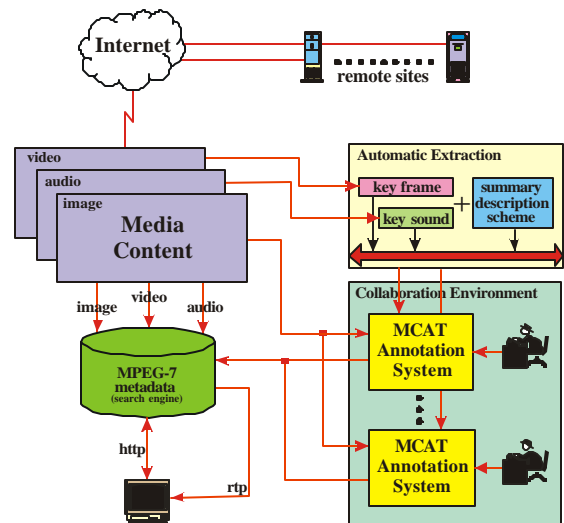 Internet
remote sites
video
audio
image
Media
Content
Automatic Extraction
key frame
key sound
+
summary
description
scheme
image
video
audio
Collaboration Environment
MCAT
Annotation
System
MPEG-7
metadata
(search engine)
http
rtp
MCAT
Annotation
System